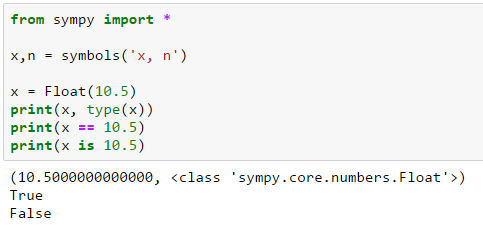 from sympy import *
x,n = symbols('x, n')
x = Float(10.5)
print(x, type(x))
print(x == 10.5)
print(x is 10.5)
(10.5000000000000, <class 'sympy.core.numbers.Float'>)
True
False